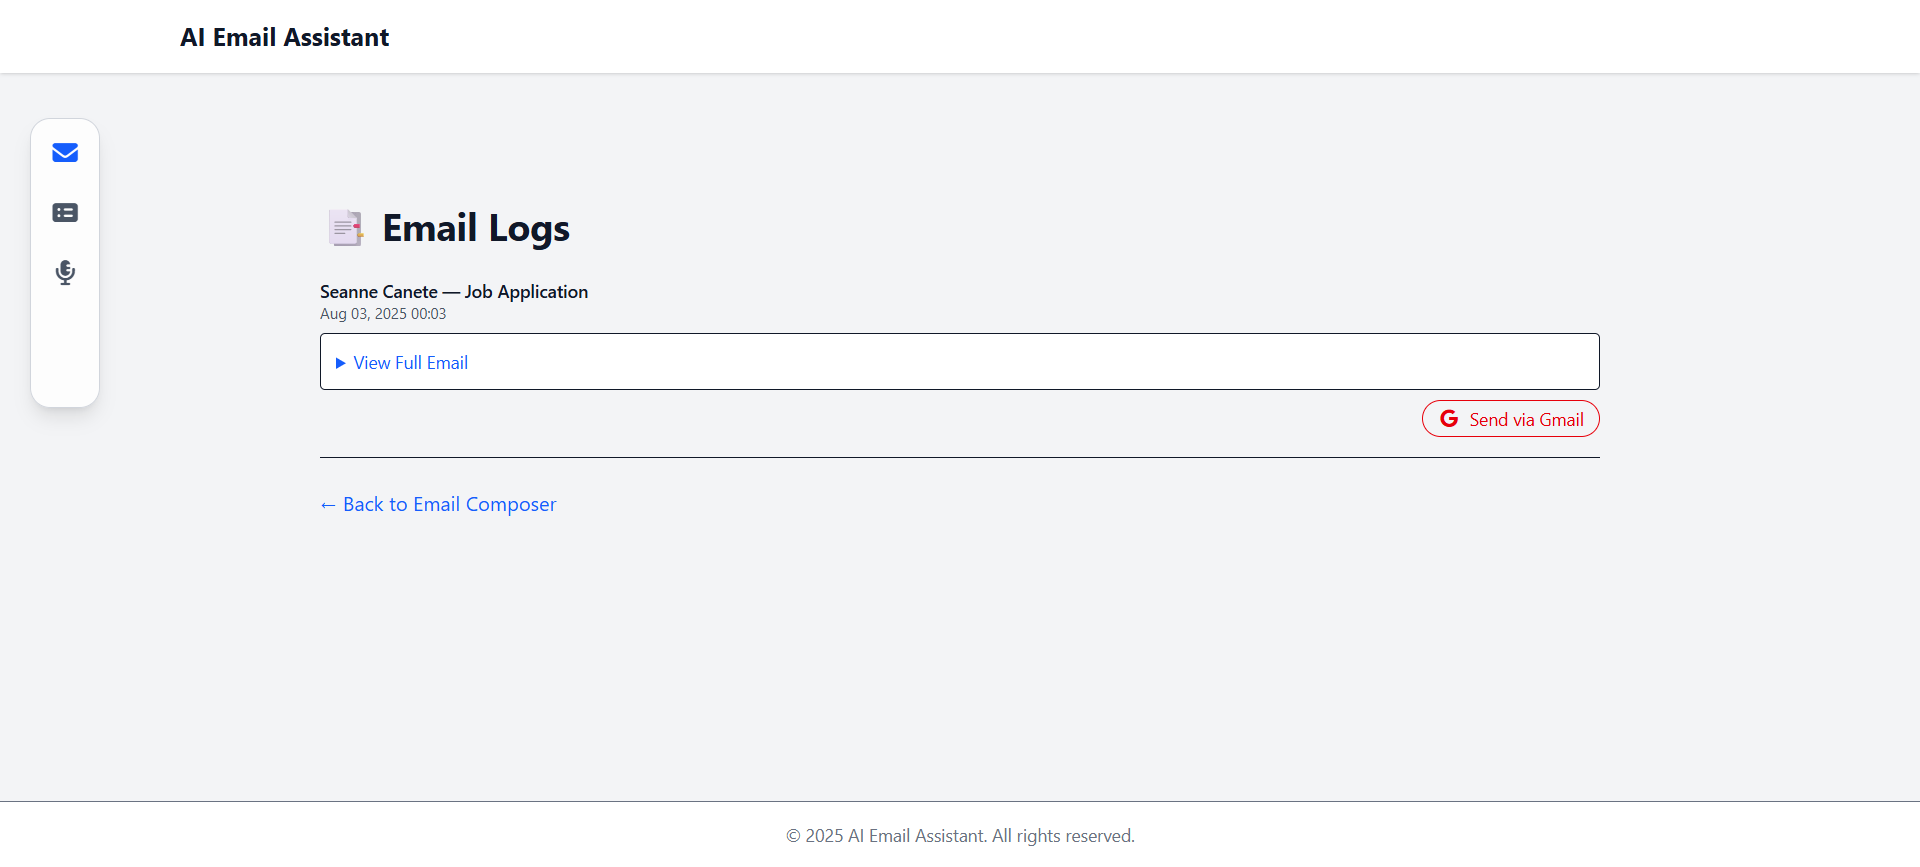 AI Email Assistant
Email Logs
Seanne Canete — Job Application
Aug 03, 2025 00:03
▶ View Full Email
Send via Gmail
← Back to Email Composer
© 2025 AI Email Assistant. All rights reserved.